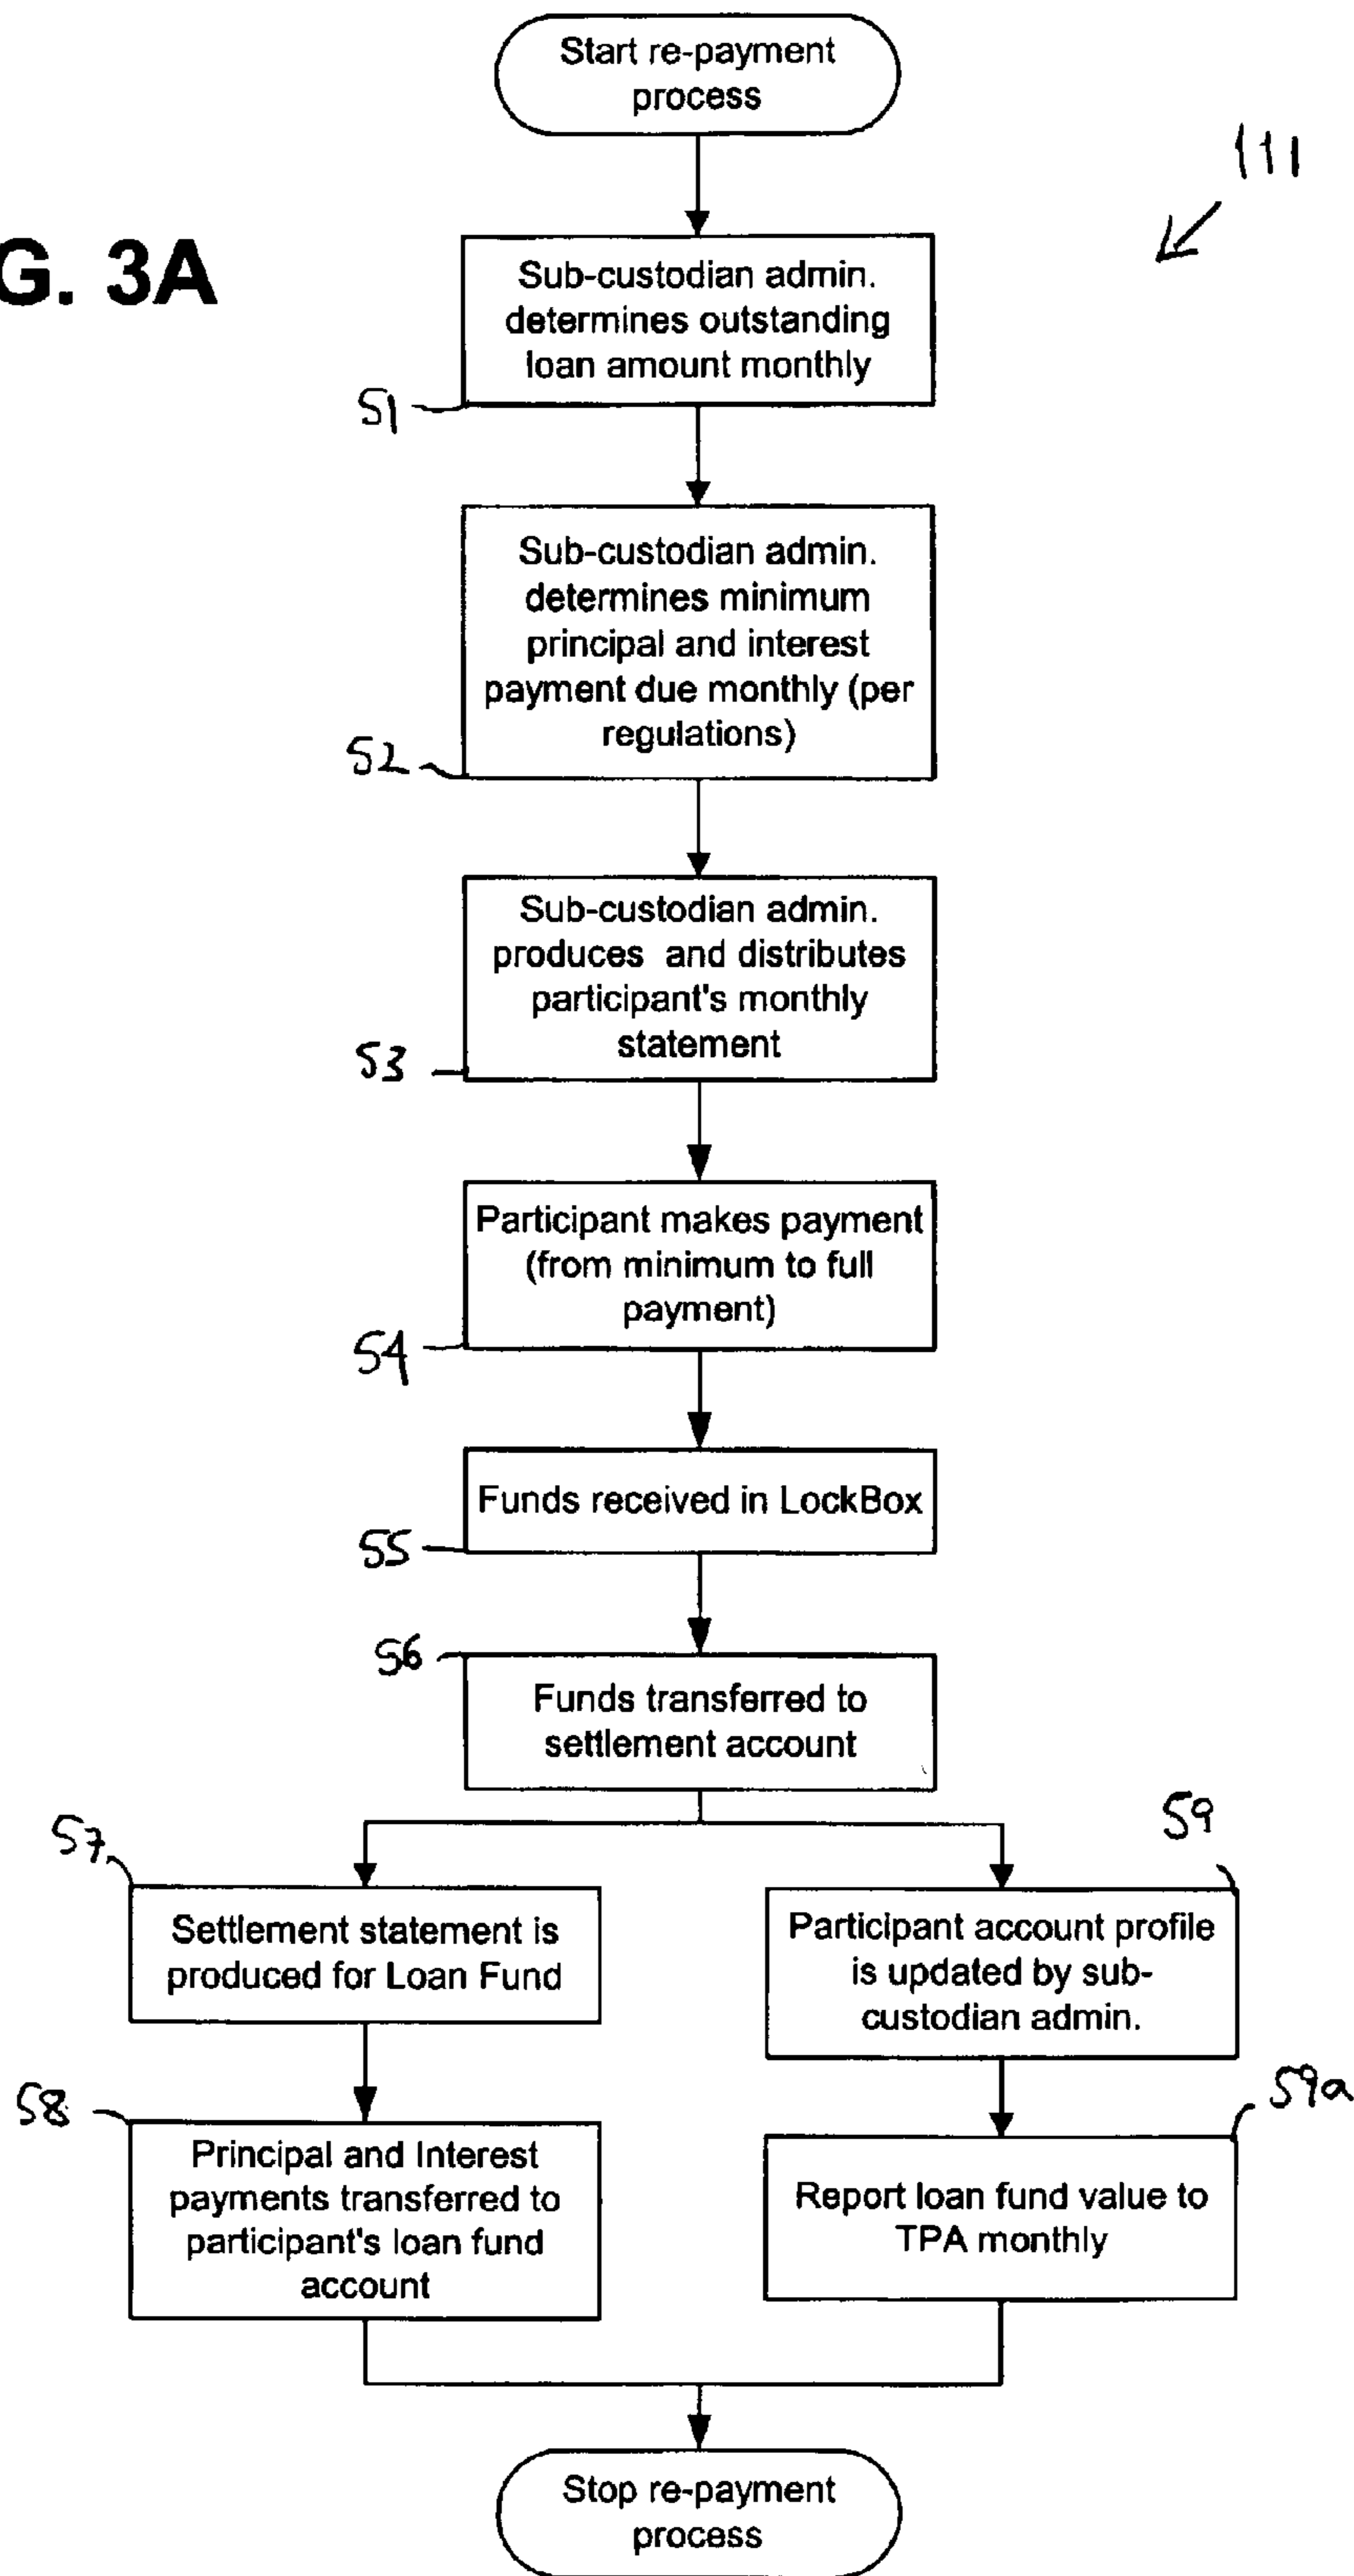 Start re-payment
process
111
G. 3A
Sub-custodian admin.
determines outstanding
loan amount monthly
51
Sub-custodian admin.
determines minimum
principal and interest
payment due monthly (per
regulations)
52
Sub-custodian admin.
produces and distributes
participant's monthly
statement
53
Participant makes payment
(from minimum to full
payment)
54
Funds received in LockBox
55
56
Funds transferred to
settlement account
57
59
Settlement statement is
produced for Loan Fund
Participant account profile
is updated by sub-
custodian admin.
58
59a
Principal and Interest
payments transferred to
participant's loan fund
account
Report loan fund value to
TPA monthly
Stop re-payment
process